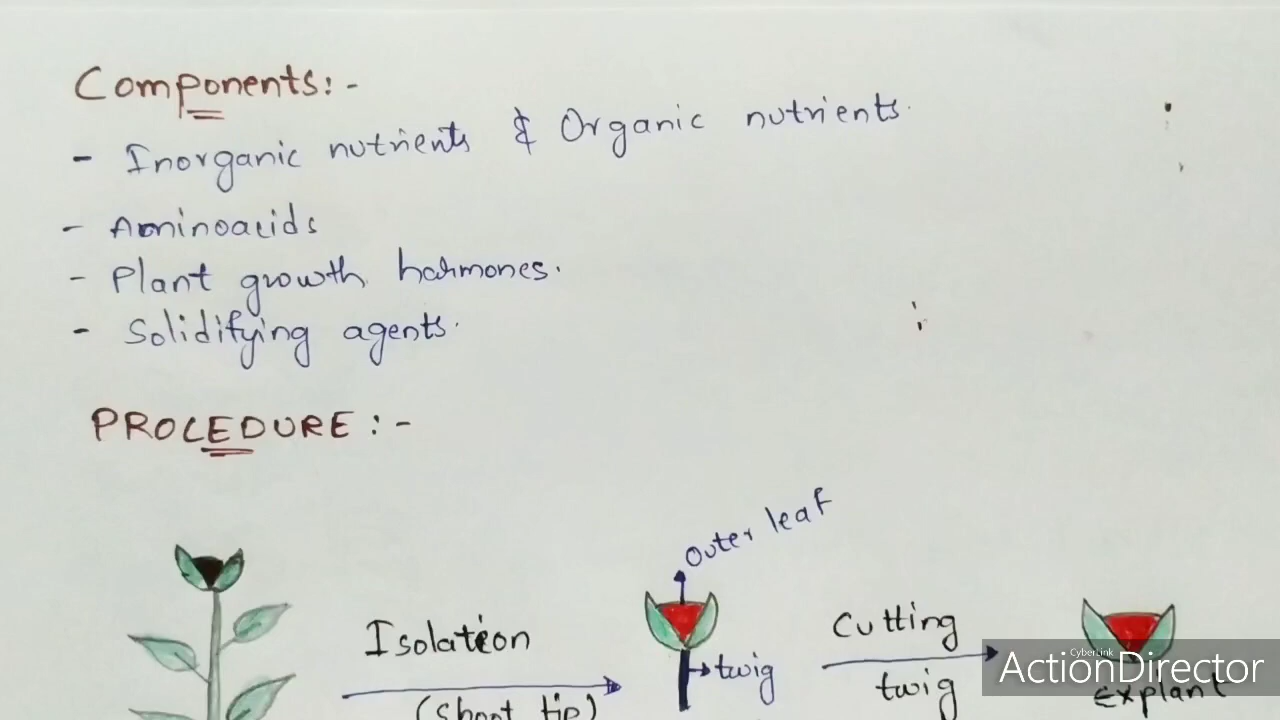 Components:-
- Inorganic nutrients & Organic nutrients.
- Aminoacids
- Plant growth harmones.
- Solidifying agents.
PROCEDURE:-
Outer leaf
Isolation
(Shoot tip)
twig
Cutting
twig
CyberLink
ActionDirector
Explant